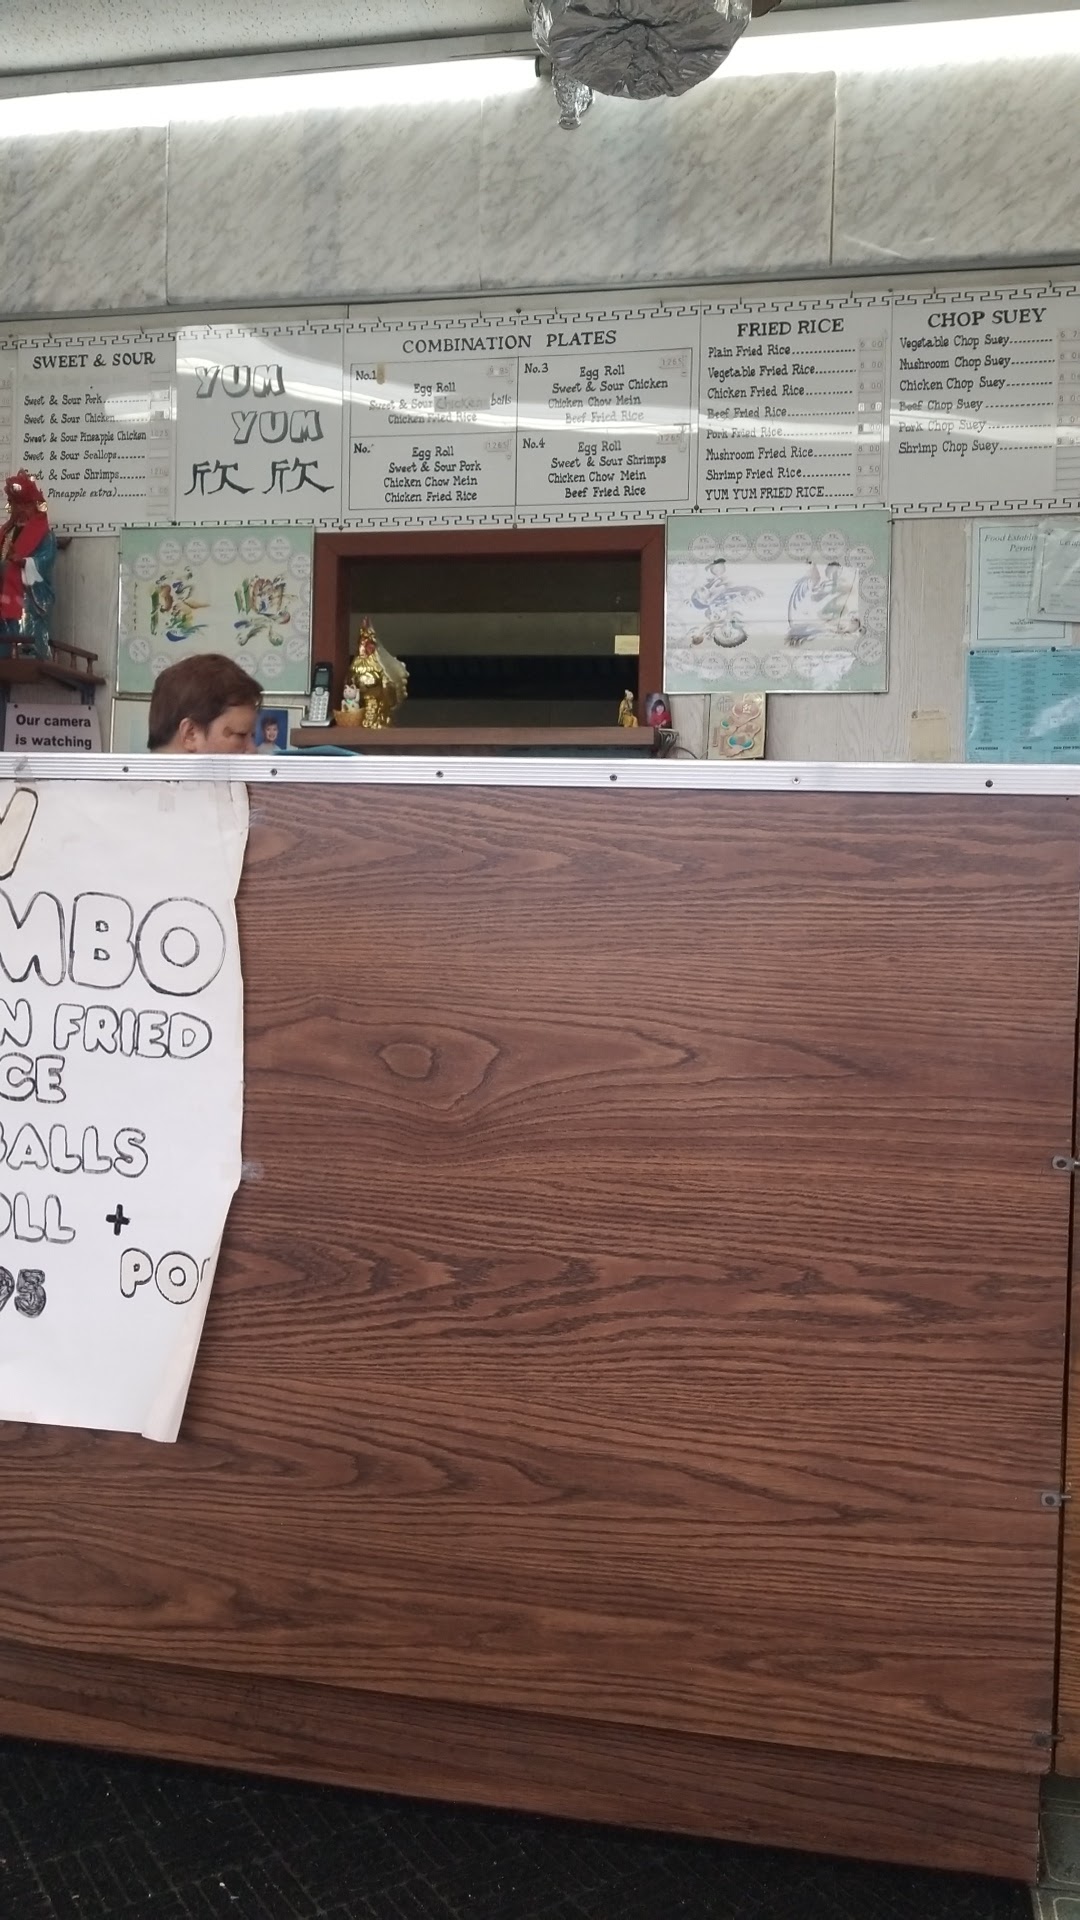 SWEET & SOUR
Sweet & Sour Pork
Sweet & Sour Chicken
Sweet & Sour Pineapple Chicken
Sweet & Sour Scallops
Sweet & Sour Shrimps
Pineapple extra)
YUM
YUM
欣欣
COMBINATION PLATES
No.1
Egg Roll
Sweet & Sour Chicken balls
Chicken Fried Rice
No.
Egg Roll
Sweet & Sour Pork
Chicken Chow Mein
Chicken Fried Rice
No.3
Egg Roll
Sweet & Sour Chicken
Chicken Chow Mein
Beef Fried Rice
No.4
Egg Roll
Sweet & Sour Shrimps
Chicken Chow Mein
Beef Fried Rice
FRIED RICE
Plain Fried Rice
Vegetable Fried Rice
Chicken Fried Rice
Beef Fried Rice
Pork Fried Rice
Mushroom Fried Rice
Shrimp Fried Rice 9 50
YUM YUM FRIED RICE 9 75
CHOP SUEY
Vegetable Chop Suey
Mushroom Chop Suey
Chicken Chop Suey
Beef Chop Suey
Pork Chop Suey
Shrimp Chop Suey
Our camera
is watching
MBO
N FRIED
CE
BALLS
OLL +
PO
95